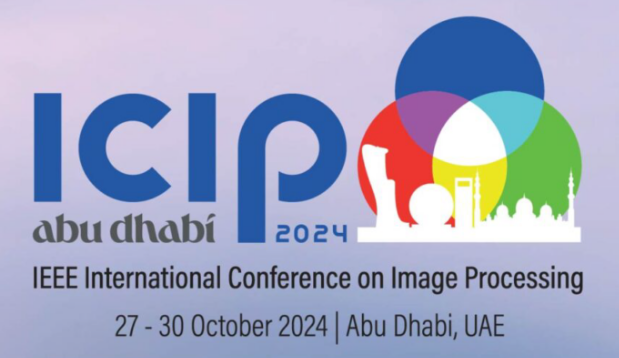 ICIP
abu dhabi 2024
IEEE International Conference on Image Processing
27 - 30 October 2024 | Abu Dhabi, UAE